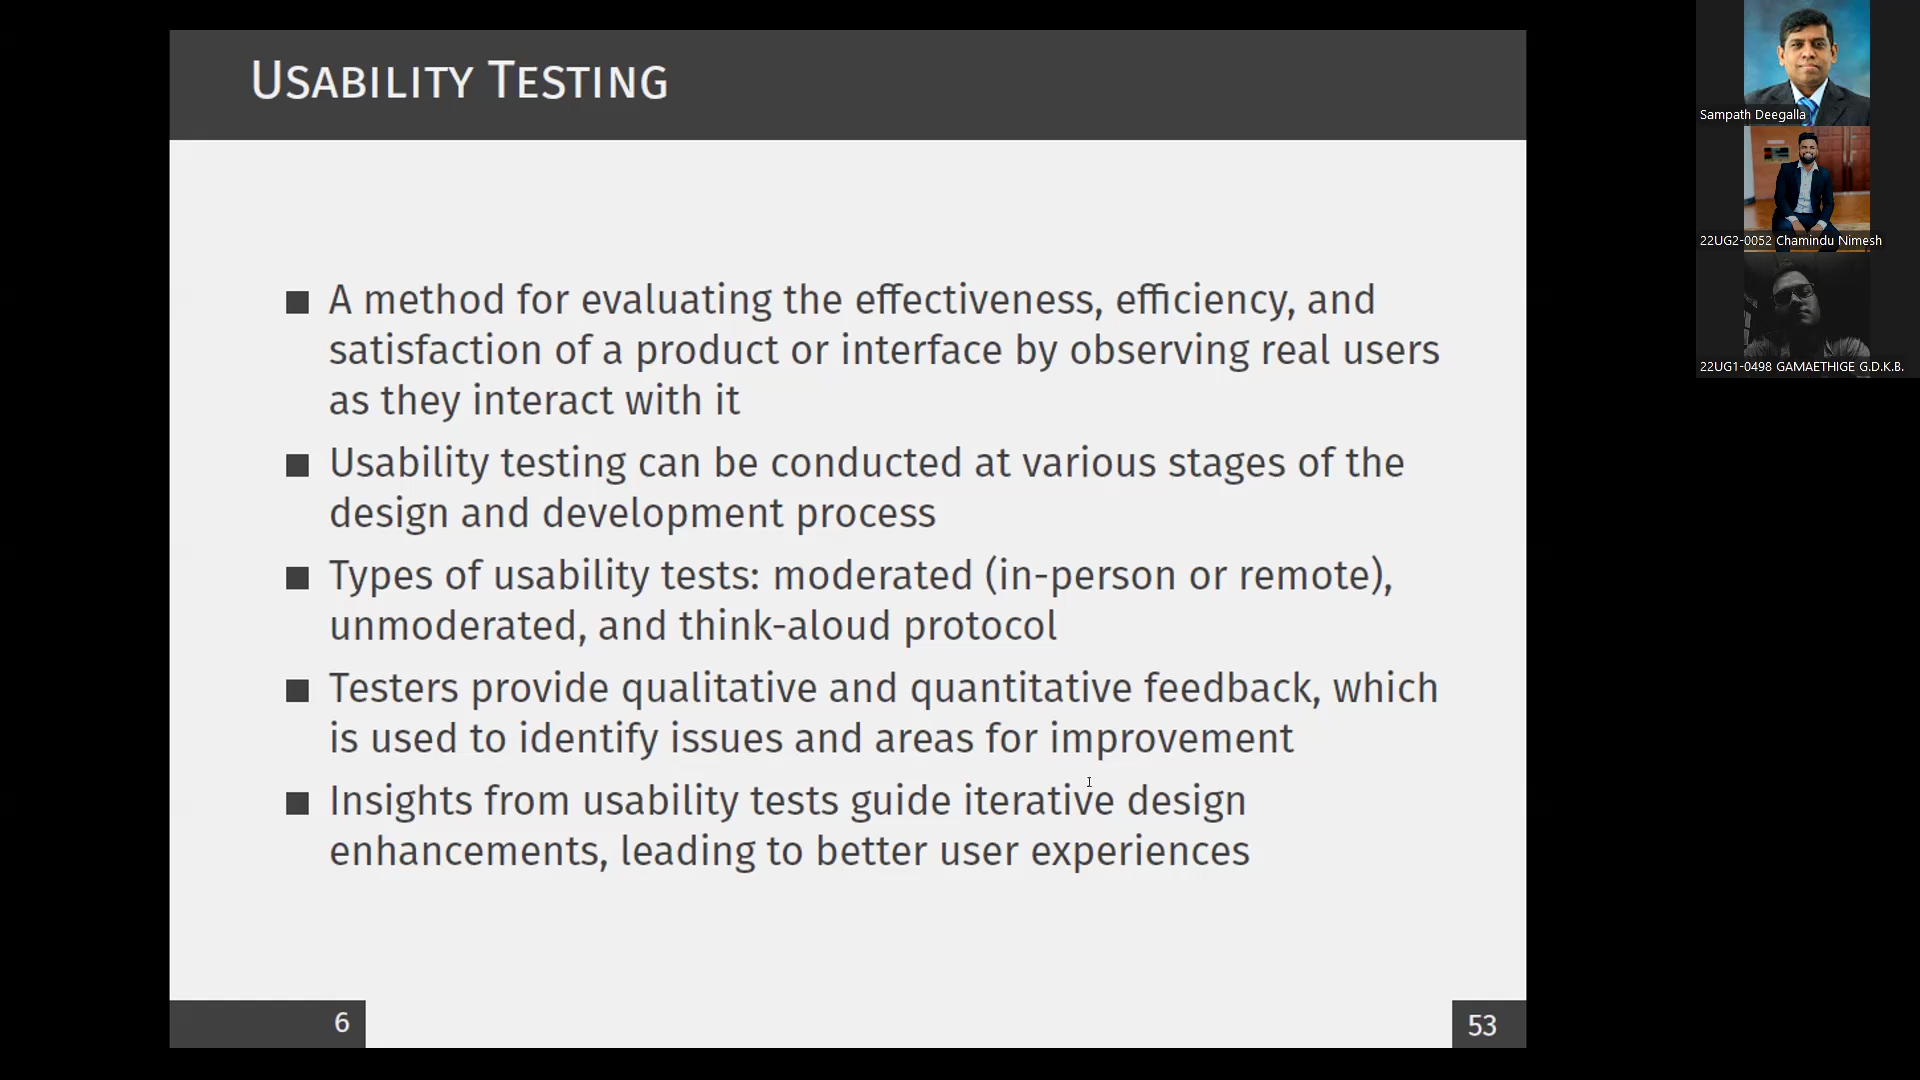 USABILITY TESTING
■ A method for evaluating the effectiveness, efficiency, and
satisfaction of a product or interface by observing real users
as they interact with it
■ Usability testing can be conducted at various stages of the
design and development process
■ Types of usability tests: moderated (in-person or remote),
unmoderated, and think-aloud protocol
■ Testers provide qualitative and quantitative feedback, which
is used to identify issues and areas for improvement
■ Insights from usability tests guide iterative design
enhancements, leading to better user experiences
6
53
Sampath Deegalla
22UG2-0052 Chamindu Nimesh
22UG1-0498 GAMAETHIGE G.D.K.B.